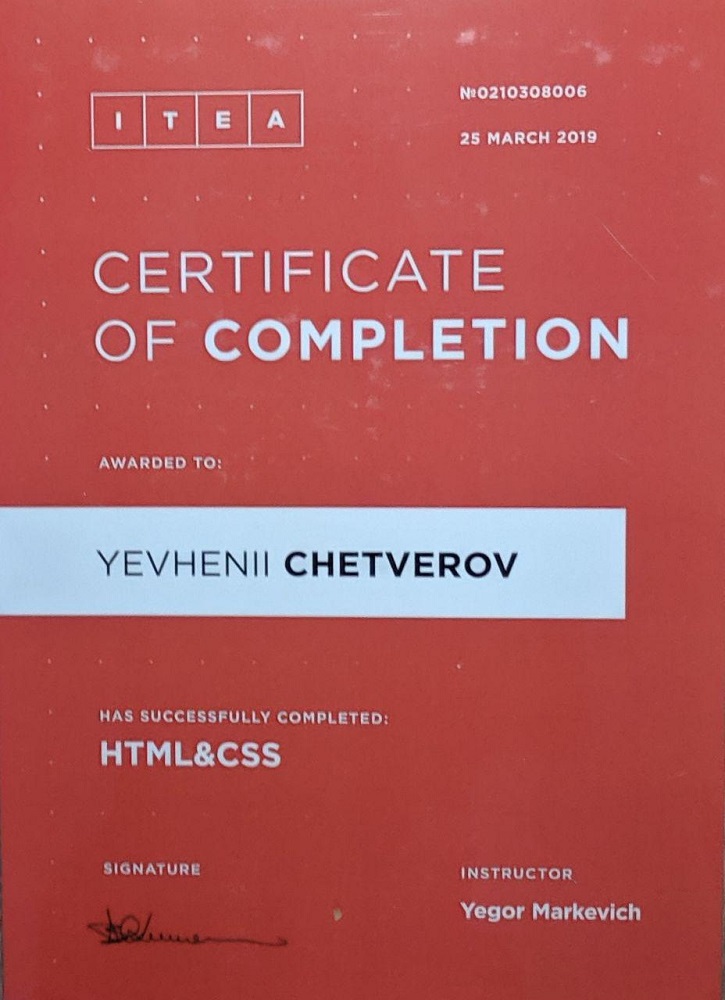 ITEA
№0210308006
25 MARCH 2019
CERTIFICATE
OF COMPLETION
AWARDED TO:
YEVHENII CHETVEROV
HAS SUCCESSFULLY COMPLETED:
HTML&CSS
SIGNATURE
INSTRUCTOR
Yegor Markevich